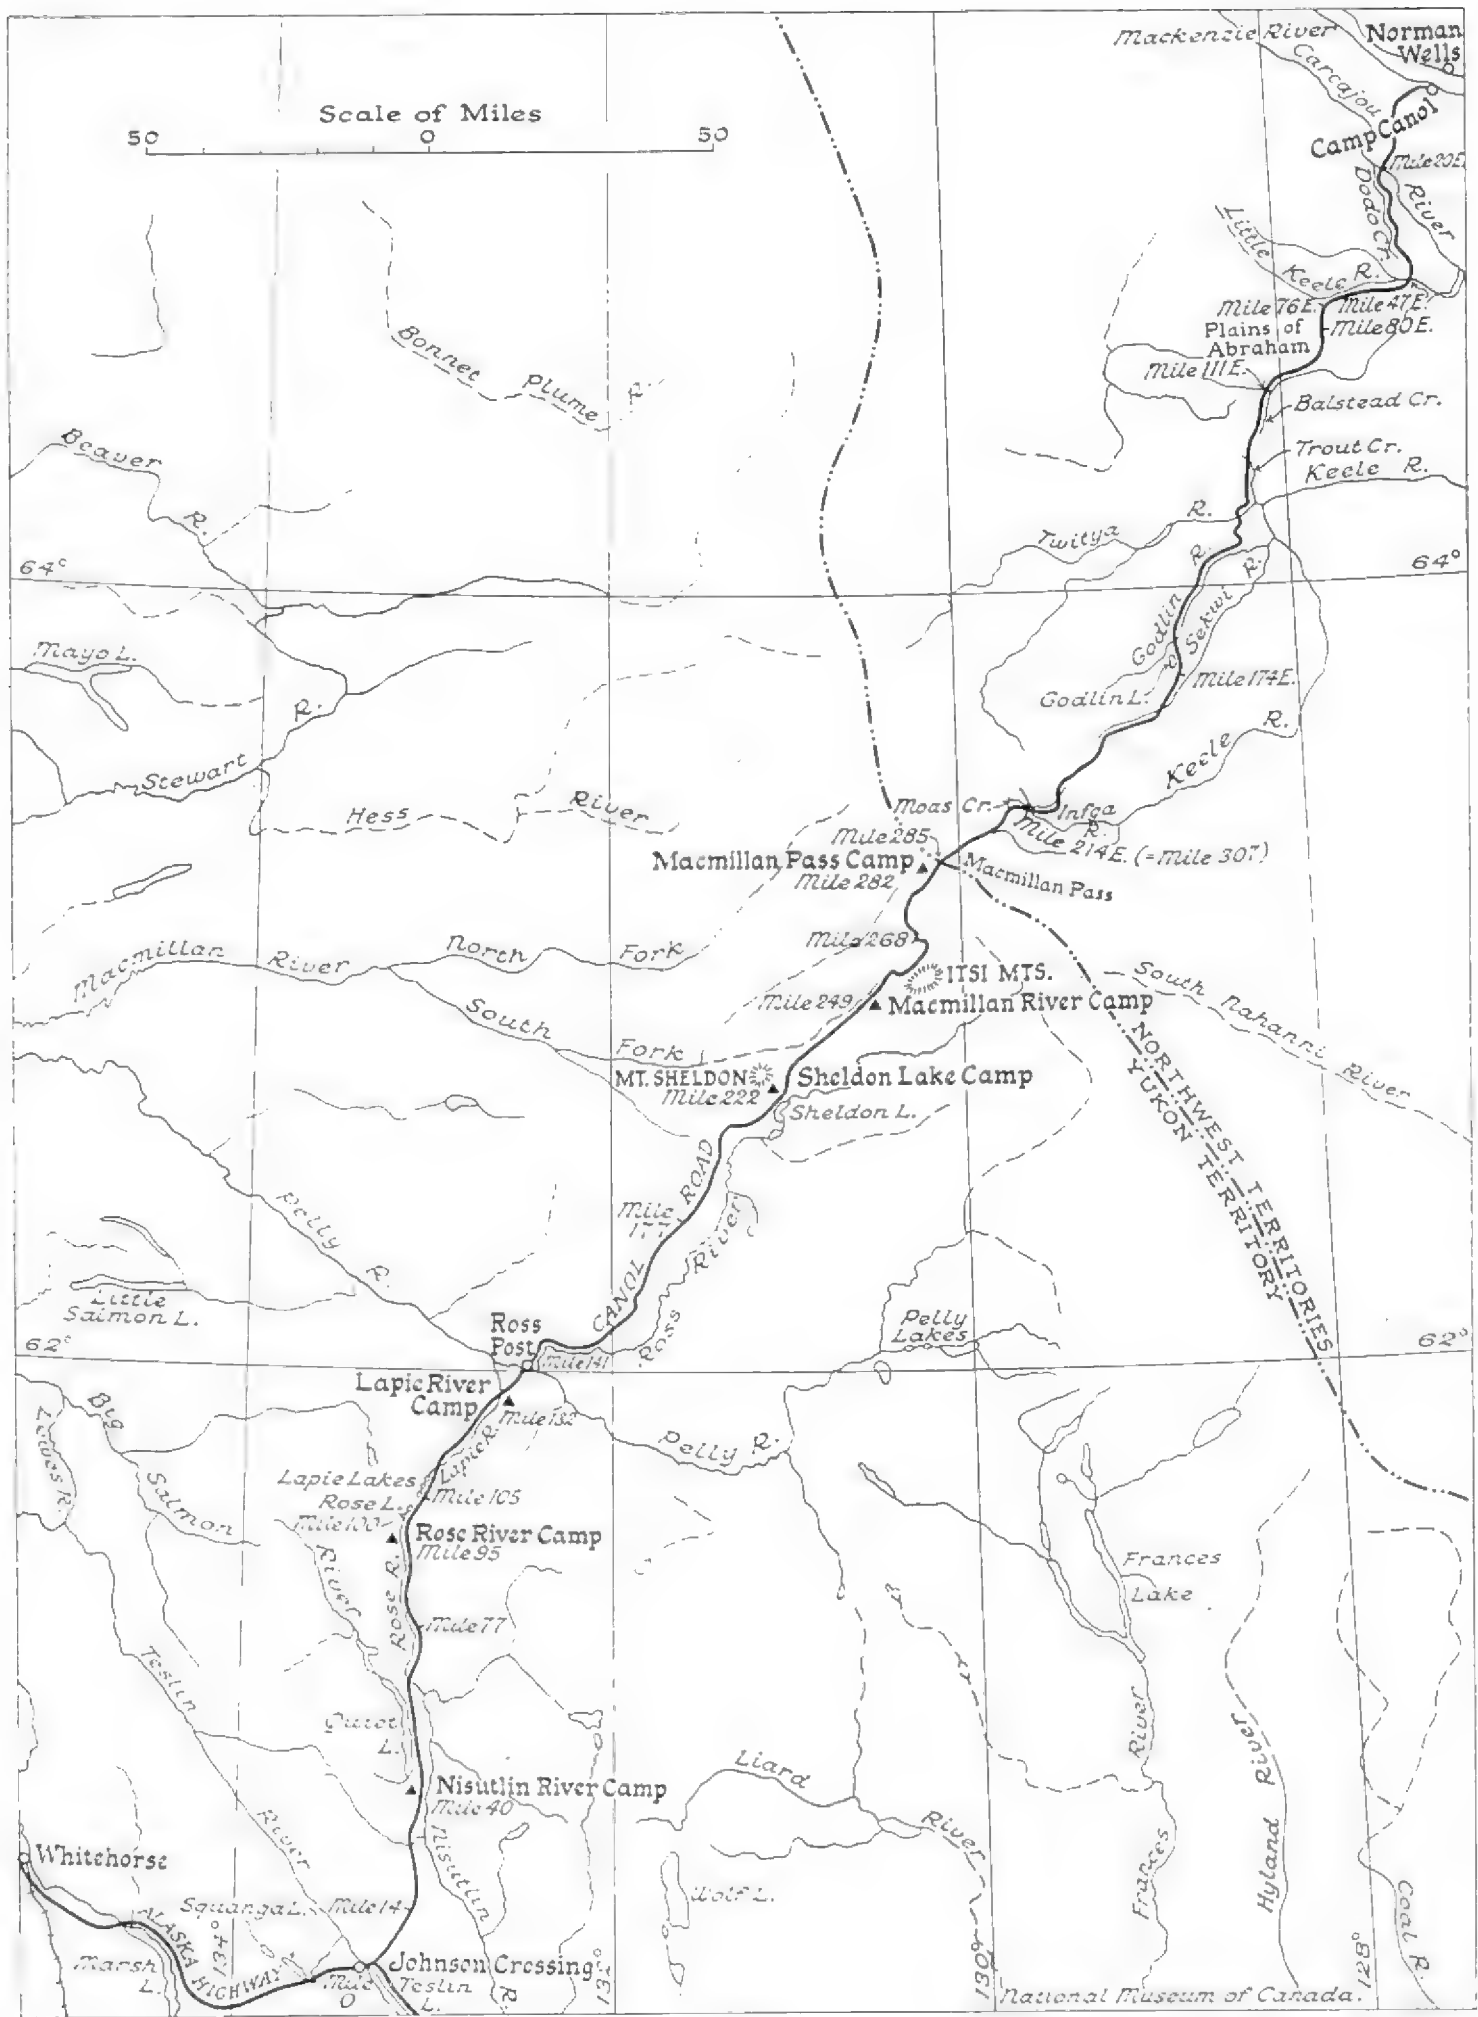 Mackenzie River
Norman
Wells
Carcajou
River
Scale of Miles
50 0 50
Camp Canol
Mile 20E.
Dodo Cr.
Little
Keele R.
Mile 76E.
Mile 47E.
Plains of
Abraham
Mile 80E.
Mile 111E.
Balstead Cr.
Trout Cr.
Keele R.
Bonnet Plume R.
Beaver R.
Twitya R.
64°
64°
Godlin R.
Sekwi R.
Mayo L.
Godlin L.
Mile 174E.
Keele R.
Stewart R.
Hess River
Moas Cr.
Infga
R.
Mile 285
Mile 214E. (= Mile 307)
Macmillan Pass Camp
Mile 282
Macmillan Pass
Mile 268
Macmillan River
North Fork
ITSI MTS.
Mile 249
Macmillan River Camp
South Nahanni River
South Fork
MT. SHELDON
Mile 222
Sheldon Lake Camp
Sheldon L.
NORTHWEST TERRITORIES
YUKON TERRITORY
CANOL ROAD
Mile
177
Ross River
Pelly R.
Little
Salmon L.
Ross
Post
Pelly
Lakes
62°
62°
Mile 141
Lapie River
Camp
Mile 132
Lapie R.
Pelly R.
Big Salmon River
Lewes R.
Lapie Lakes
Rose L.
Mile 105
Mile 100
Rose River Camp
Mile 95
Rose R.
Mile 77
Frances
Lake
Teslin River
Quiet
L.
Nisutlin River Camp
Mile 40
Liard River
Frances River
Hyland River
Whitehorse
Nisutlin R.
Wolf L.
Squanga L.
Mile 14
ALASKA HIGHWAY
134°
Marsh
L.
Johnson Crossing
Mile
0
Teslin
L.
132°
130°
128°
Coal R.
National Museum of Canada.